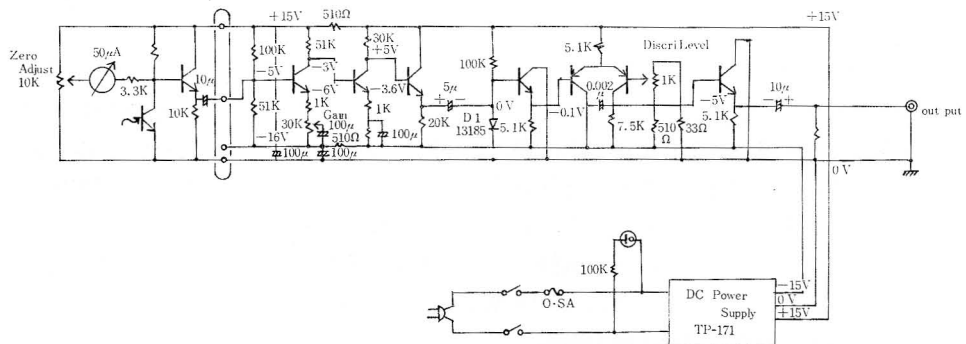 Zero
Adjust
10K
50μA
3.3K
10μ
10K
+15V
510Ω
100K
-5V
51K
-16V
100μ
51K
-3V
-6V
1K
Gain
30K
100μ
510Ω
100μ
30K
+5V
-3.6V
1K
100μ
20K
5μ
- +
100K
0V
D1
13185
5.1K
-0.1V
5.1K
0.002
μ
7.5K
Discri Level
1K
510
Ω
33Ω
-5V
5.1K
+15V
10μ
- +
out put
0V
100K
O·SA
DC Power
Supply
TP-171
-15V
0V
+15V